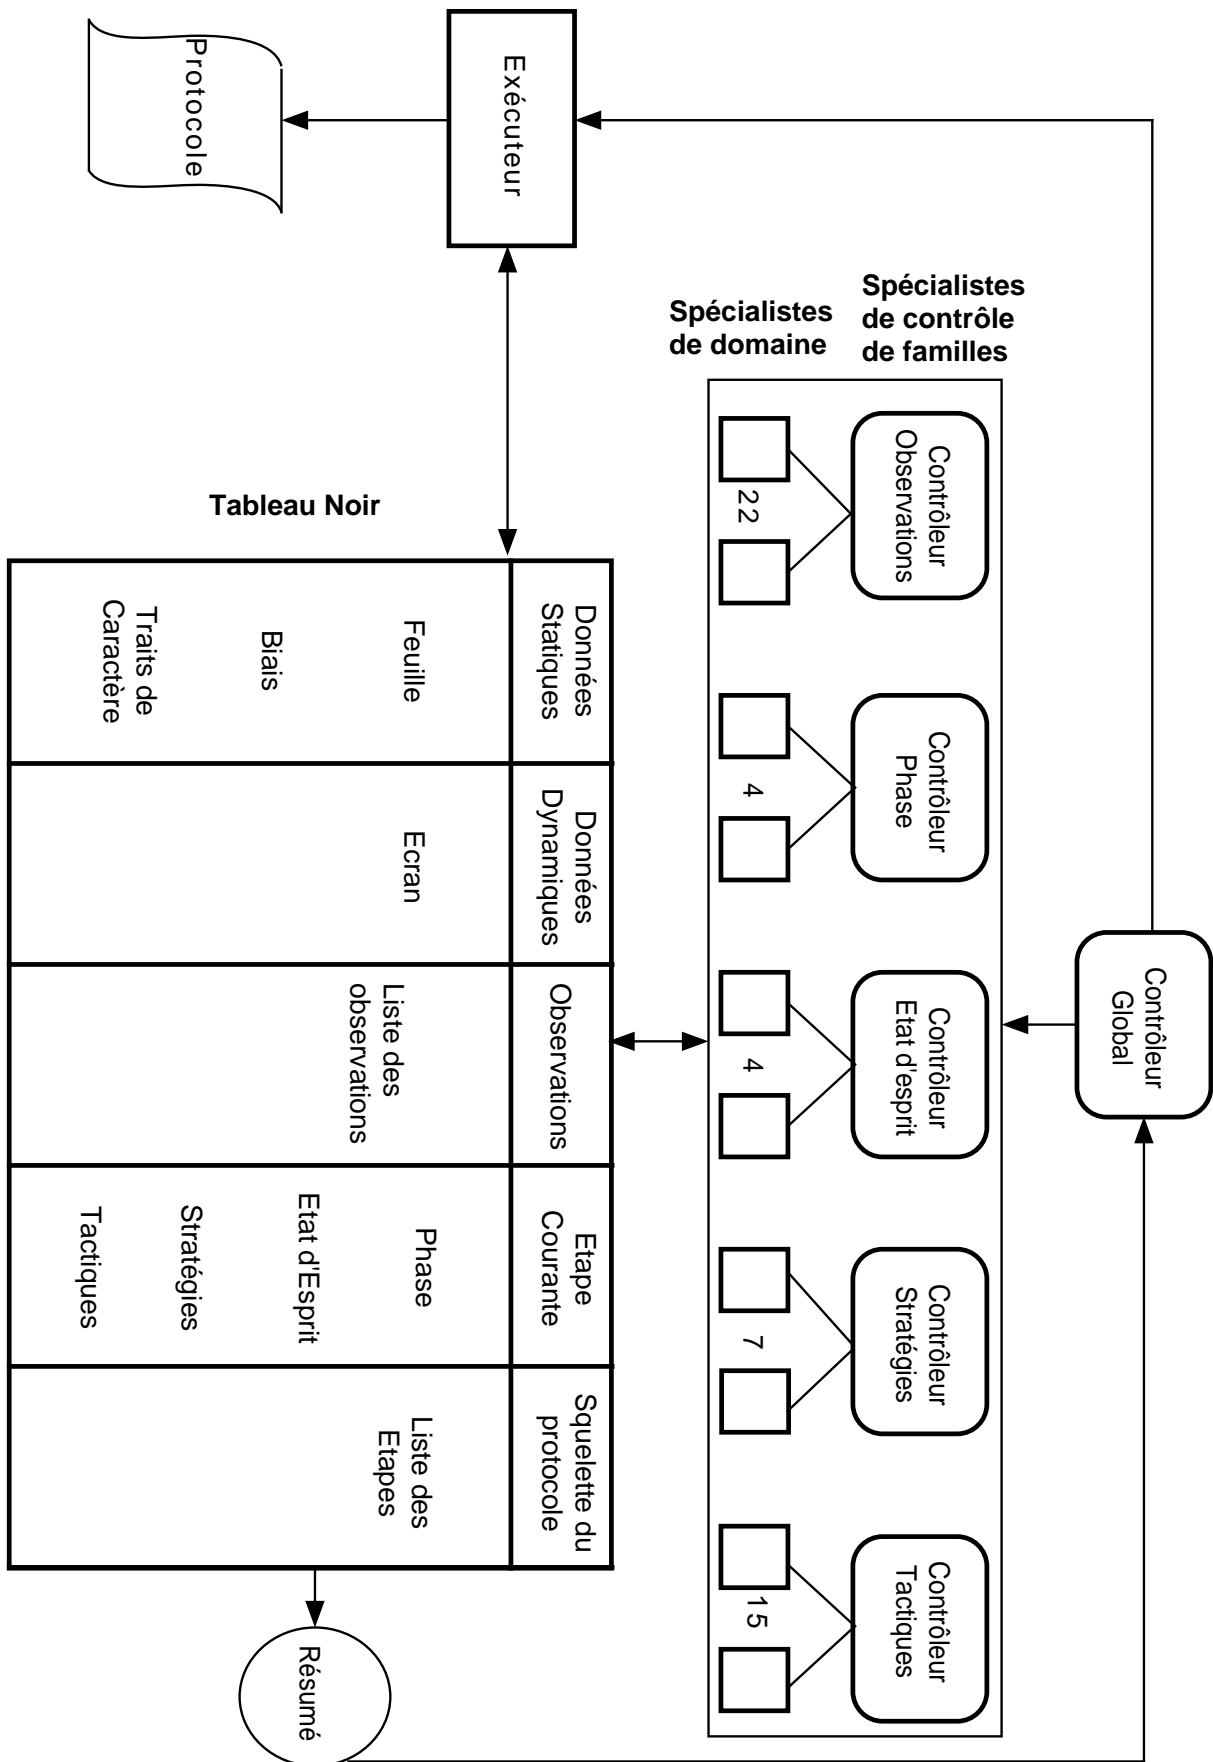 Contrôleur
Global
Spécialistes
de contrôle
de familles
Contrôleur
Observations
Contrôleur
Phase
Contrôleur
Etat d'esprit
Contrôleur
Stratégies
Contrôleur
Tactiques
Spécialistes
de domaine
22
4
4
7
15
Exécuteur
Protocole
Tableau Noir
Données
Statiques
Données
Dynamiques
Observations
Etape
Courante
Squelette du
protocole
Feuille
Biais
Traits de
Caractère
Ecran
Liste des
observations
Phase
Etat d'Esprit
Stratégies
Tactiques
Liste des
Etapes
Résumé